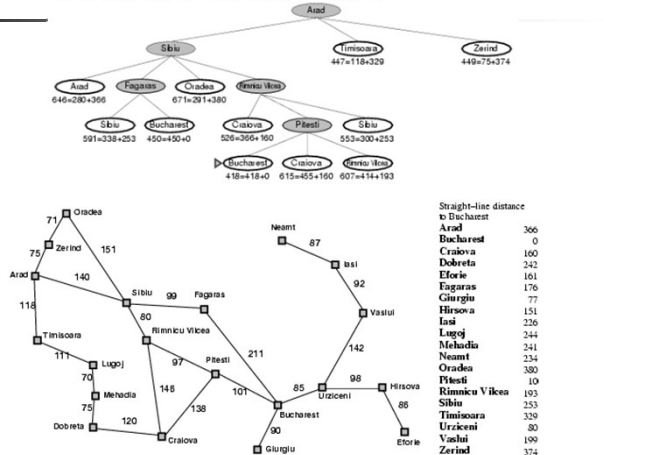 Arad
Sibiu
Timisoara
Zerind
447=118+329
449=75+374
Arad
Fagaras
Oradea
Rimnicu Vilcea
646=280+366
671=291+380
Sibiu
Bucharest
Craiova
Pitesti
Sibiu
591=338+253
450=450+0
526=366+160
553=300+253
Bucharest
Craiova
Rimnicu Vilcea
418=418+0
615=455+160
607=414+193
Oradea
71
Zerind
75
151
Arad
140
118
Sibiu
99
Fagaras
80
Rimnicu Vilcea
Timisoara
111
Lugoj
70
Mehadia
75
Dobreta
120
97
Pitesti
211
146
138
101
Craiova
Bucharest
90
Giurgiu
85
Urziceni
98
Hirsova
86
Eforie
142
Vaslui
92
Iasi
87
Neamt
Straight-line distance
to Bucharest
Arad 366
Bucharest 0
Craiova 160
Dobreta 242
Eforie 161
Fagaras 176
Giurgiu 77
Hirsova 151
Iasi 226
Lugoj 244
Mehadia 241
Neamt 234
Oradea 380
Pitesti 10
Rimnicu Vilcea 193
Sibiu 253
Timisoara 329
Urziceni 80
Vaslui 199
Zerind 374